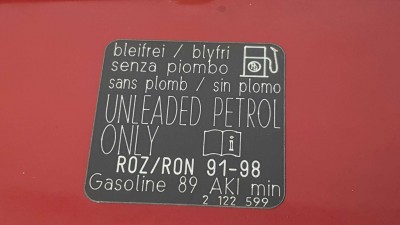 bleifrei / blyfri
senza piombo
sans plomb / sin plomo
UNLEADED PETROL
ONLY
ROZ/RON 91-98
Gasoline 89 AKI min
2 122 599